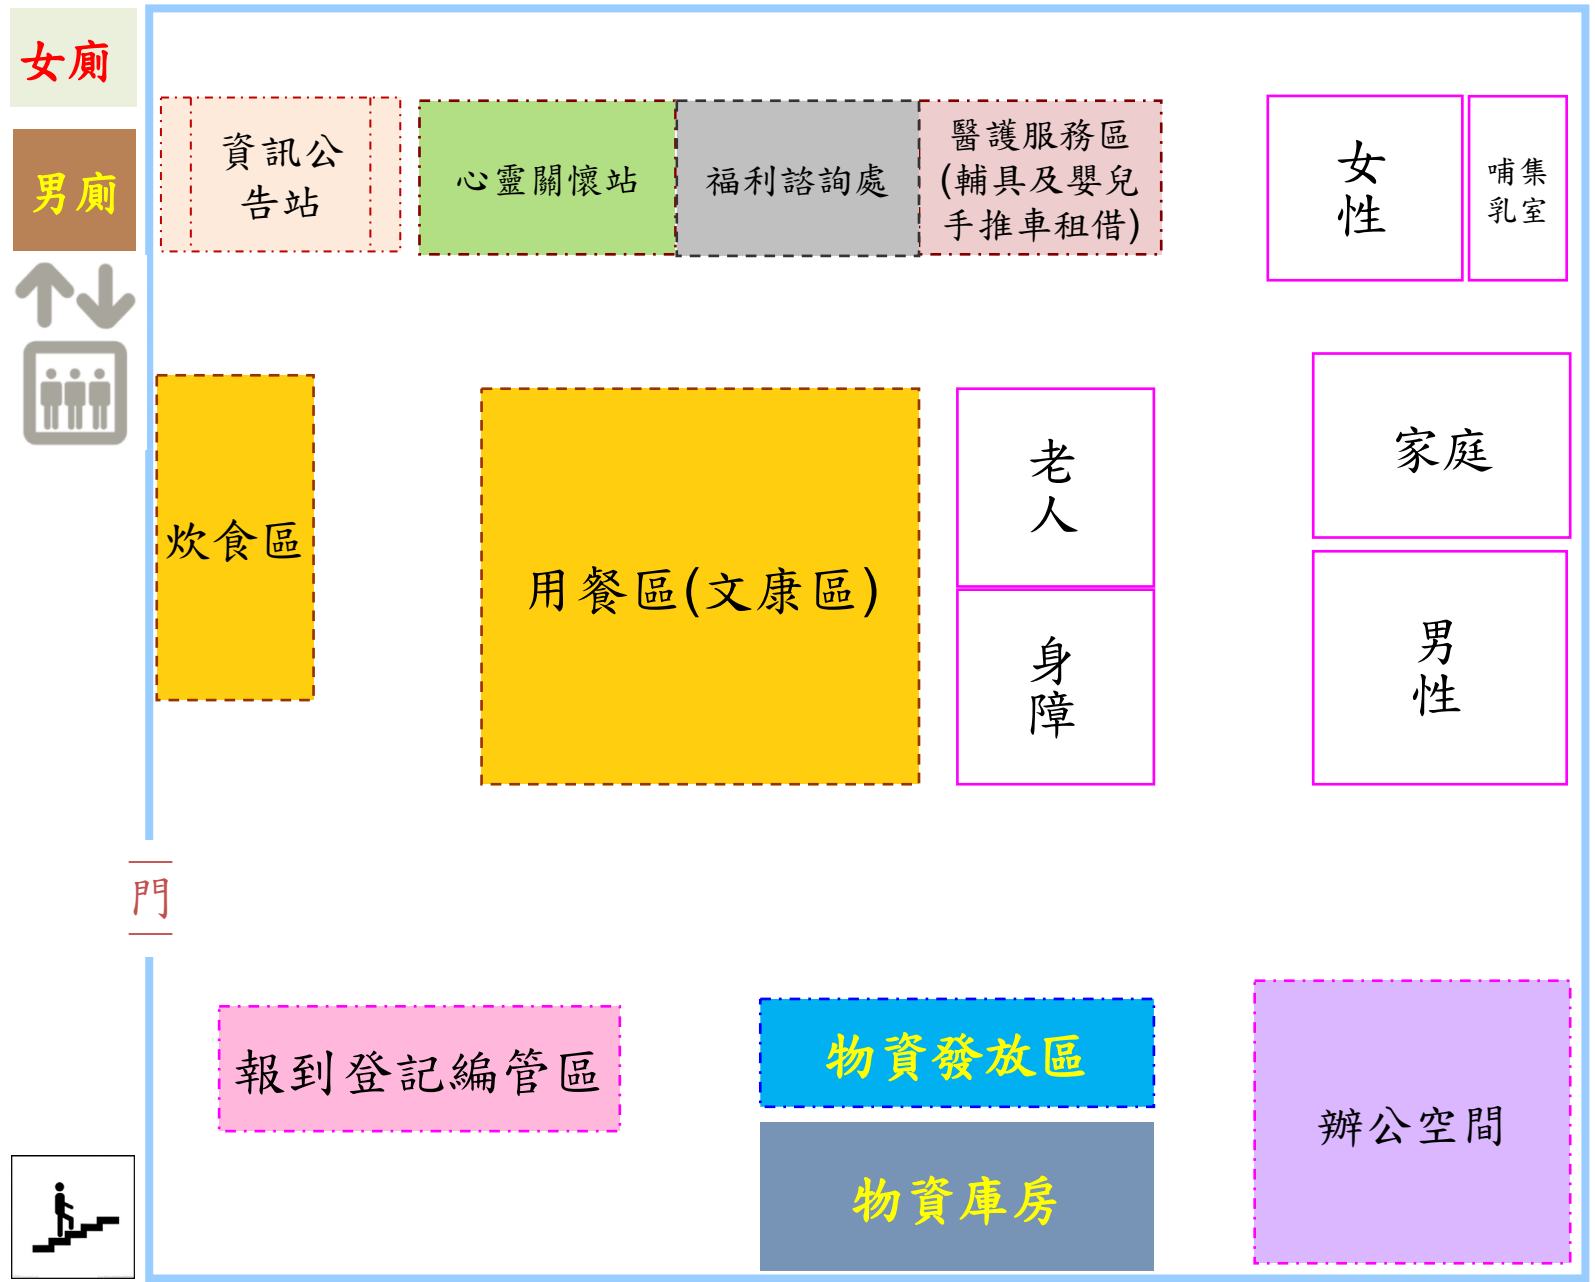 女廁
男廁
資訊公
告站
心靈關懷站
福利諮詢處
醫護服務區
(輔具及嬰兒
手推車租借)
女
性
哺集
乳室
炊食區
用餐區(文康區)
老
人
身
障
家庭
男
性
門
報到登記編管區
物資發放區
物資庫房
辦公空間